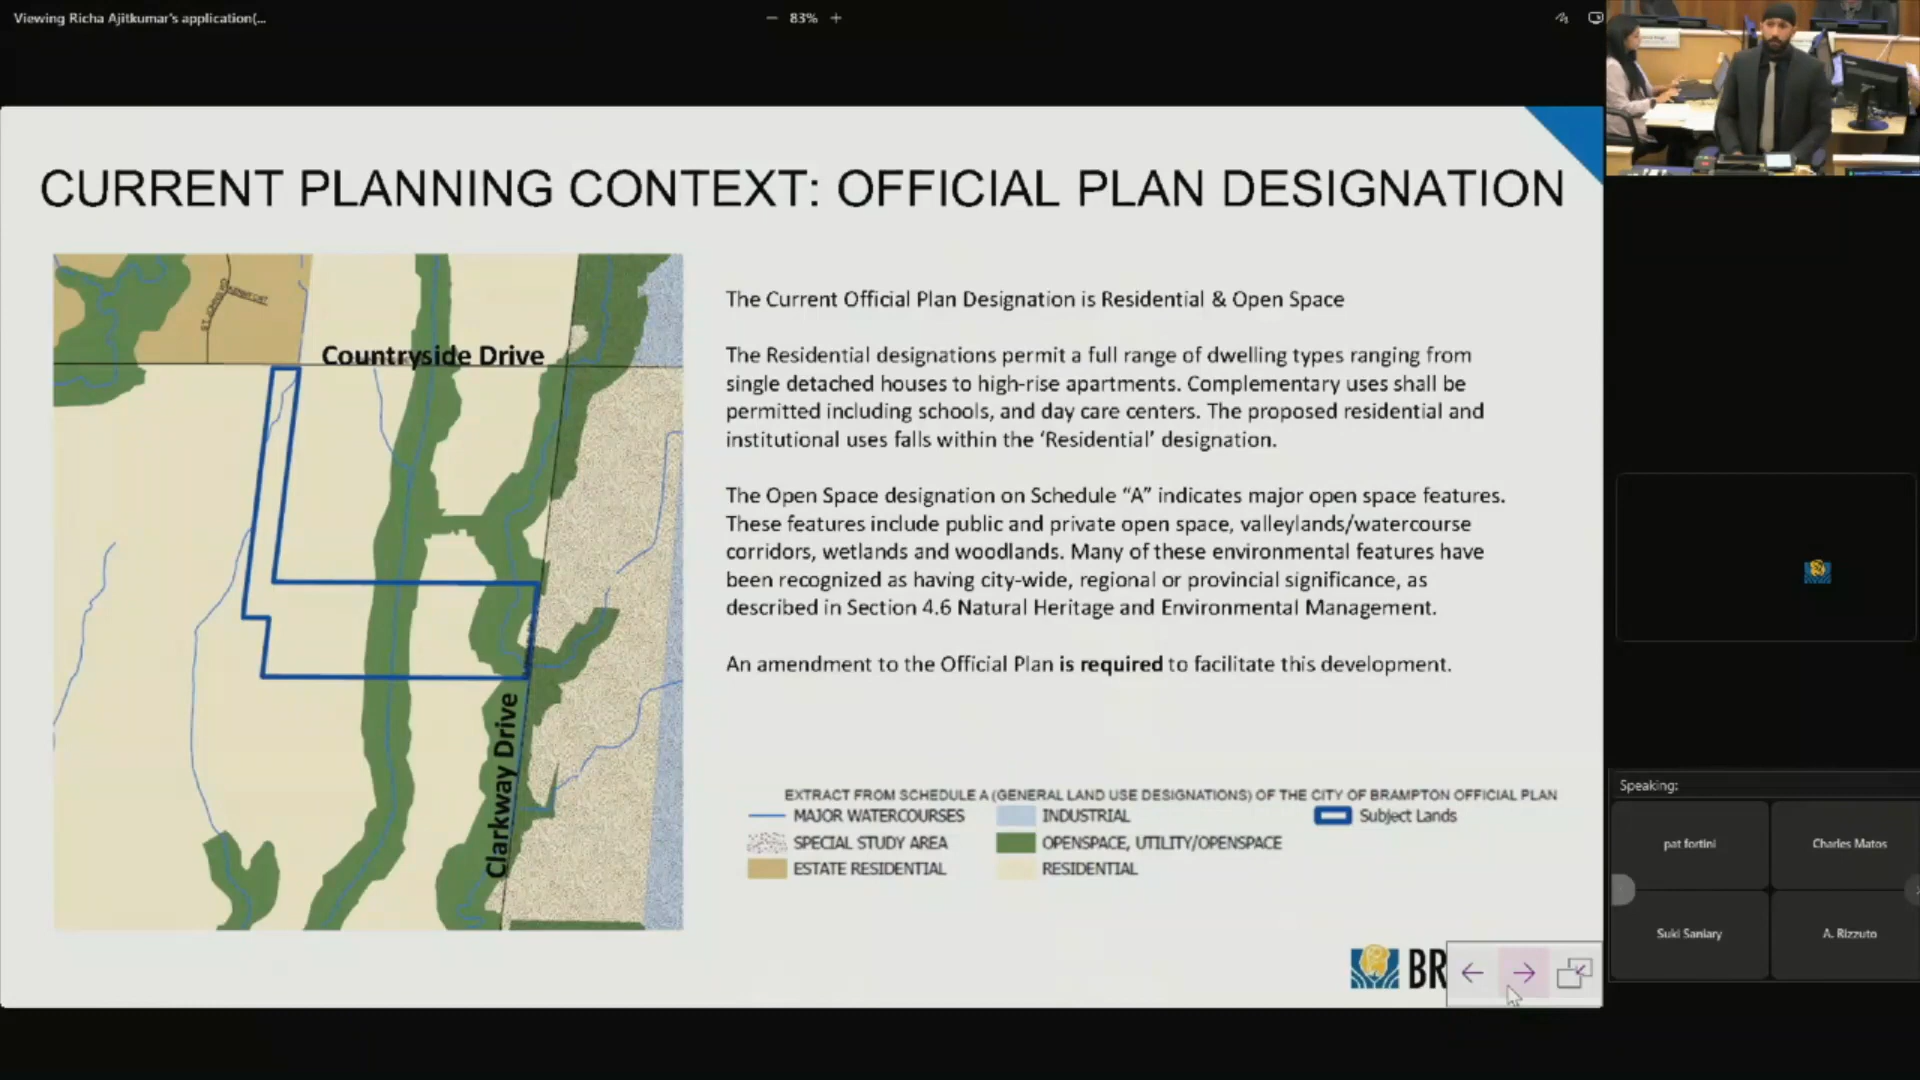 Viewing Richa Ajitkumar's application(...
83%
CURRENT PLANNING CONTEXT: OFFICIAL PLAN DESIGNATION
Countryside Drive
Clarkway Drive
The Current Official Plan Designation is Residential & Open Space
The Residential designations permit a full range of dwelling types ranging from
single detached houses to high-rise apartments. Complementary uses shall be
permitted including schools, and day care centers. The proposed residential and
institutional uses falls within the ‘Residential’ designation.
The Open Space designation on Schedule “A” indicates major open space features.
These features include public and private open space, valleylands/watercourse
corridors, wetlands and woodlands. Many of these environmental features have
been recognized as having city-wide, regional or provincial significance, as
described in Section 4.6 Natural Heritage and Environmental Management.
An amendment to the Official Plan is required to facilitate this development.
EXTRACT FROM SCHEDULE A (GENERAL LAND USE DESIGNATIONS) OF THE CITY OF BRAMPTON OFFICIAL PLAN
MAJOR WATERCOURSES
INDUSTRIAL
Subject Lands
SPECIAL STUDY AREA
OPENSPACE, UTILITY/OPENSPACE
ESTATE RESIDENTIAL
RESIDENTIAL
BR
Speaking:
pat fortini
Charles Matos
Suki Saniary
A. Rizzuto